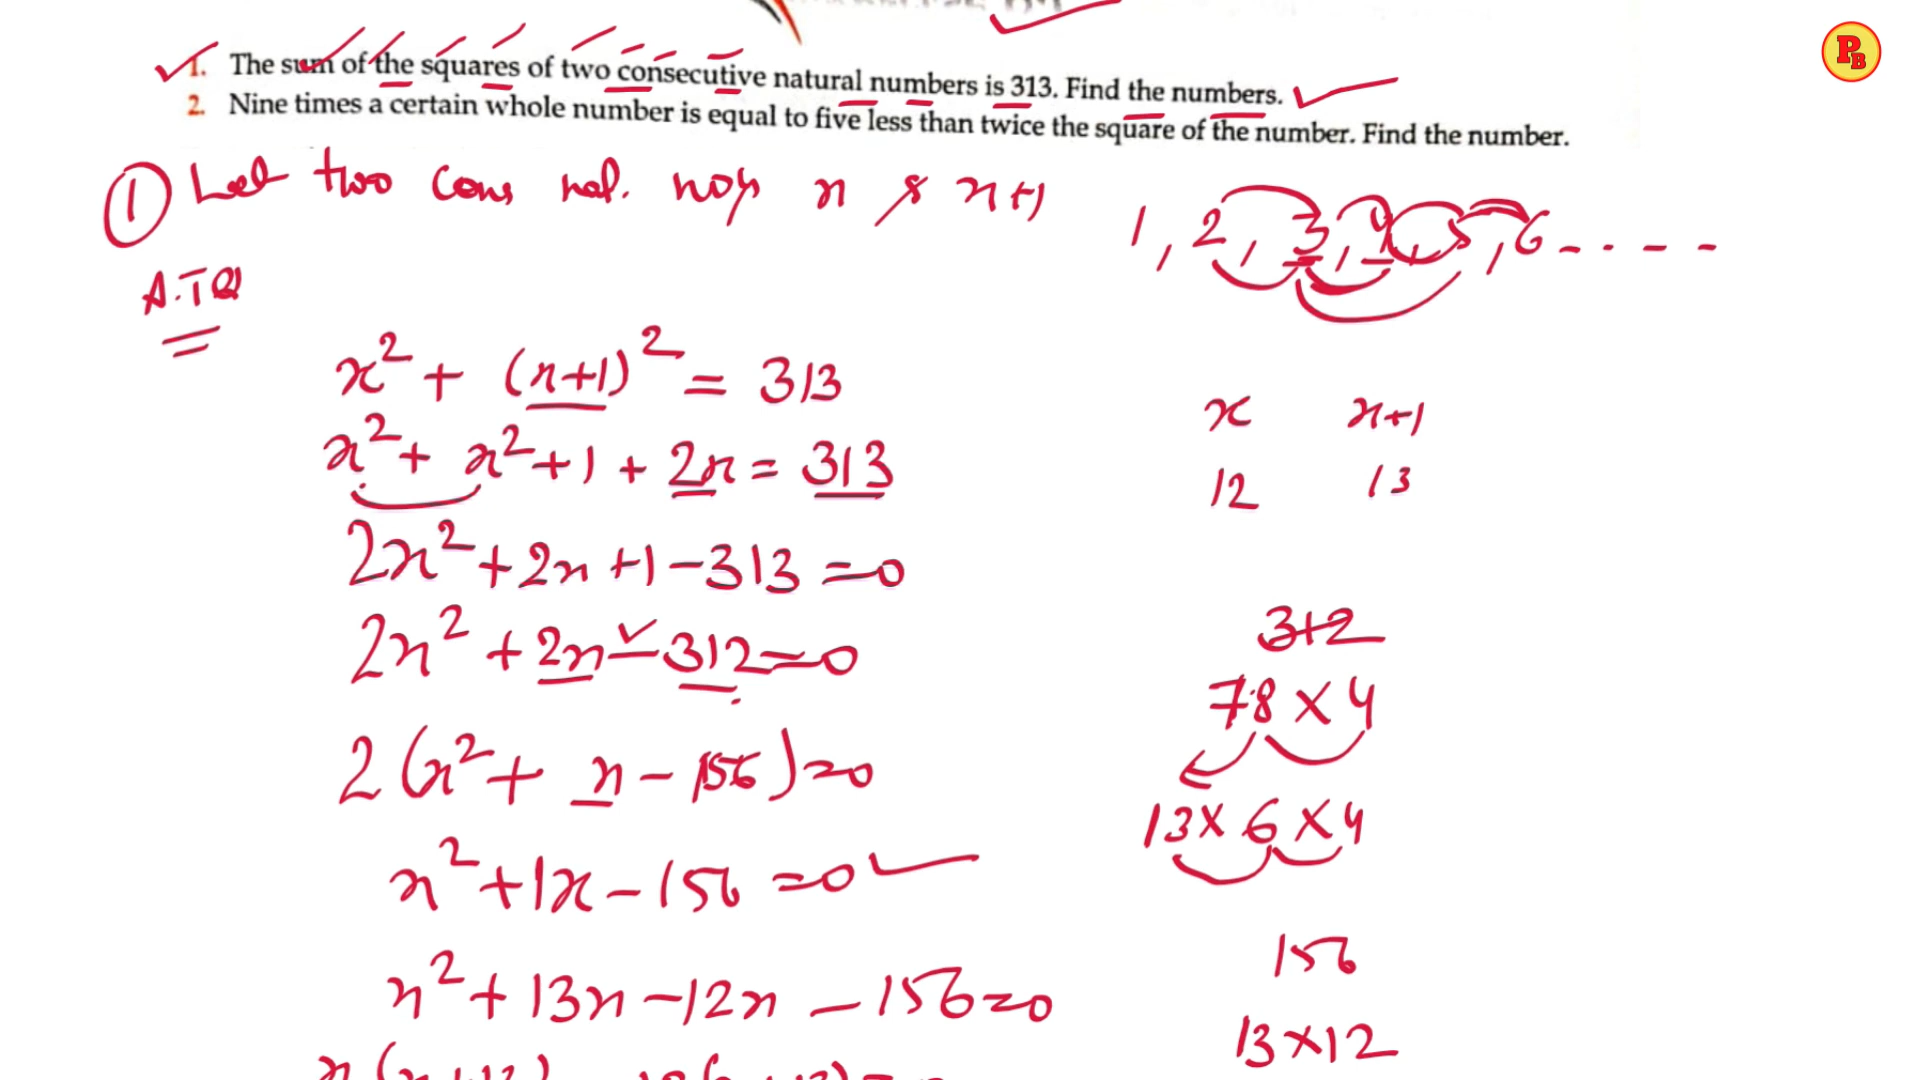 1. The sum of the squares of two consecutive natural numbers is 313. Find the numbers.
2. Nine times a certain whole number is equal to five less than twice the square of the number. Find the number.
PB
① Let two cons nat. nos x & x+1
1, 2, 3, 4, 5, 6 - - - -
A.T.Q
x² + (x+1)² = 313
x x+1
x² + x² + 1 + 2x = 313
12 13
2x² + 2x + 1 - 313 = 0
2x² + 2x - 312 = 0
312
78 × 4
2(x² + x - 156) = 0
13 × 6 × 4
x² + 1x - 156 = 0
156
x² + 13x - 12x - 156 = 0
13 × 12